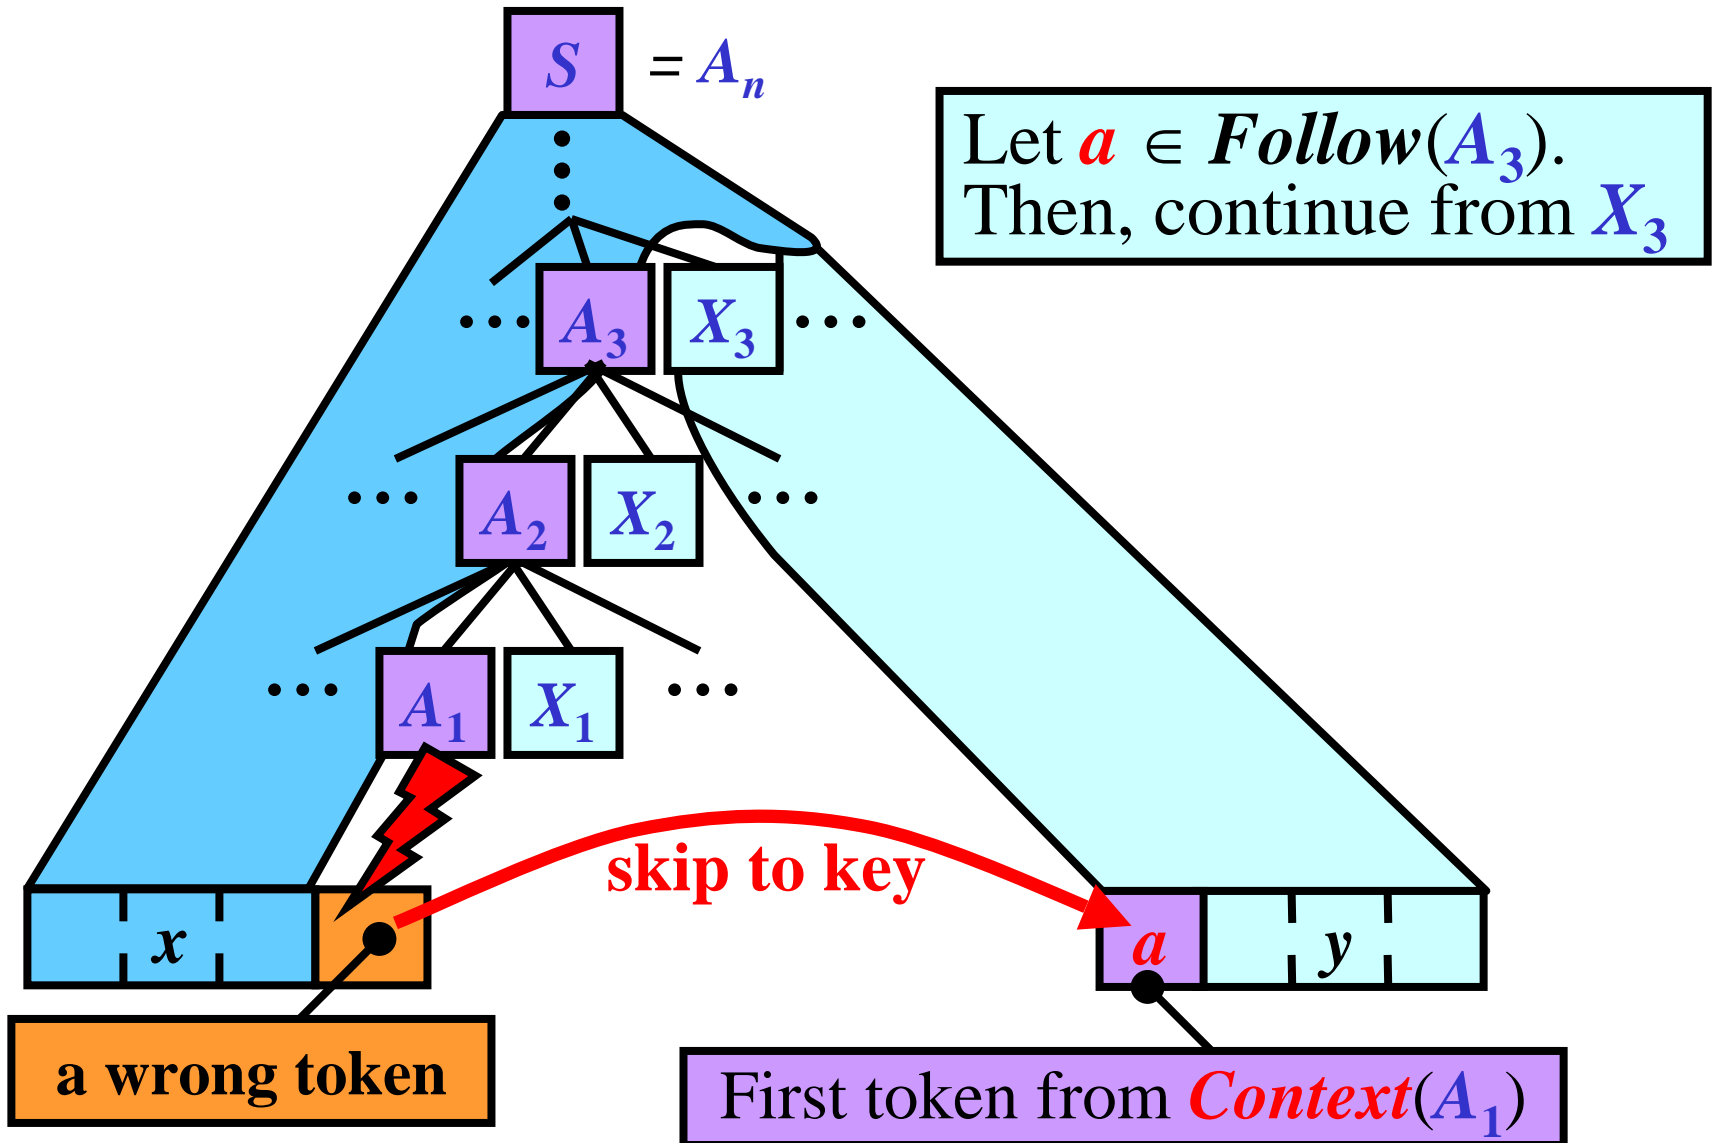 S = Aₙ
Let a ∈ Follow(A₃).
Then, continue from X₃
••• A₃ X₃ •••
••• A₂ X₂ •••
••• A₁ X₁ •••
skip to key
x a y
a wrong token
First token from Context(A₁)